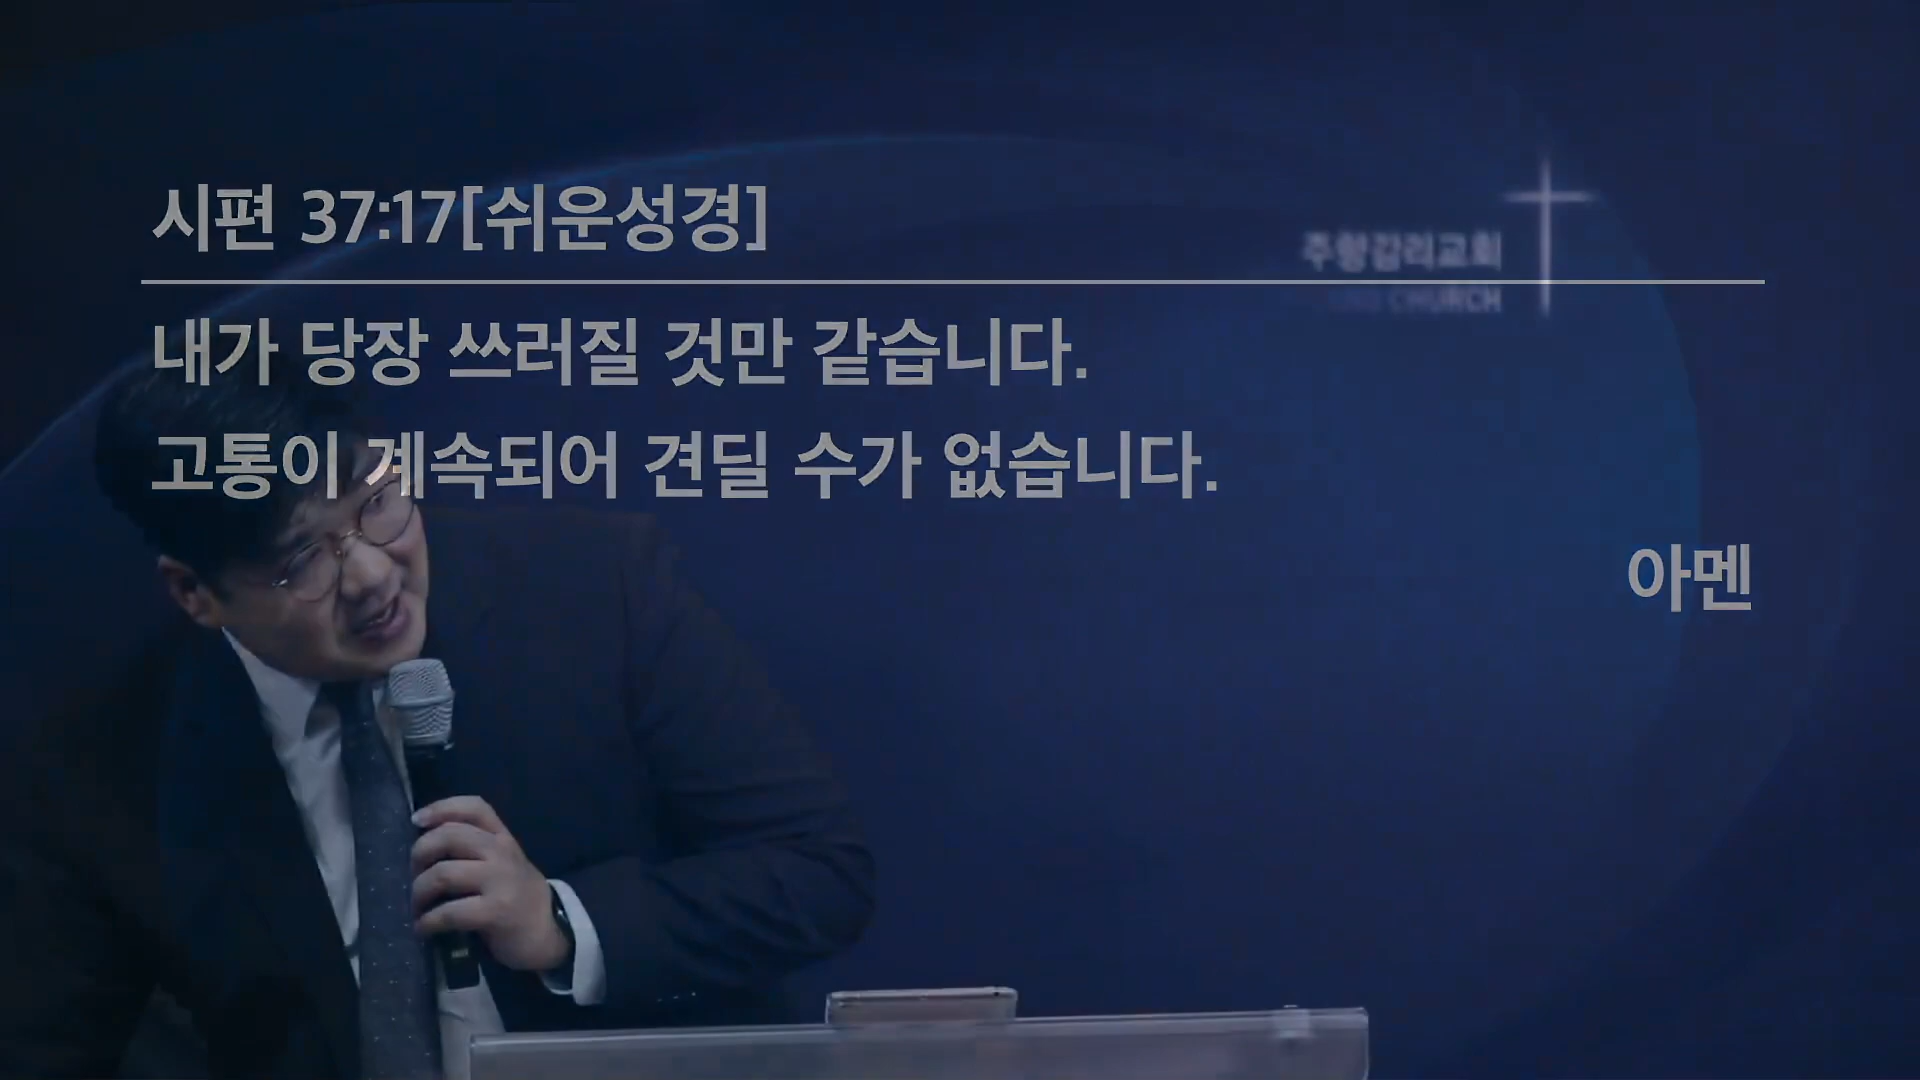 시편 37:17[쉬운성경]
주향감리교회
CHURCH
내가 당장 쓰러질 것만 같습니다.
고통이 계속되어 견딜 수가 없습니다.
아멘